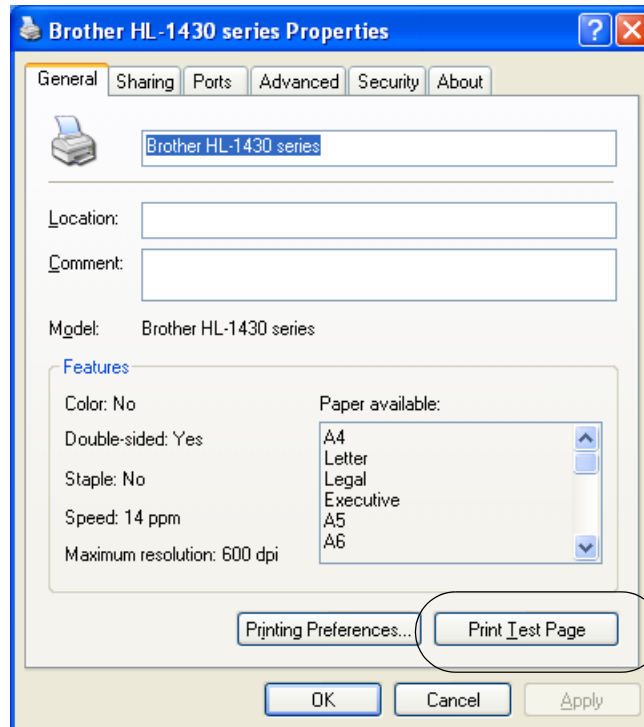 Brother HL-1430 series Properties
General Sharing Ports Advanced Security About
Brother HL-1430 series
Location:
Comment:
Model: Brother HL-1430 series
Features
Color: No
Double-sided: Yes
Staple: No
Speed: 14 ppm
Maximum resolution: 600 dpi
Paper available:
A4
Letter
Legal
Executive
A5
A6
Printing Preferences... Print Test Page
OK Cancel Apply